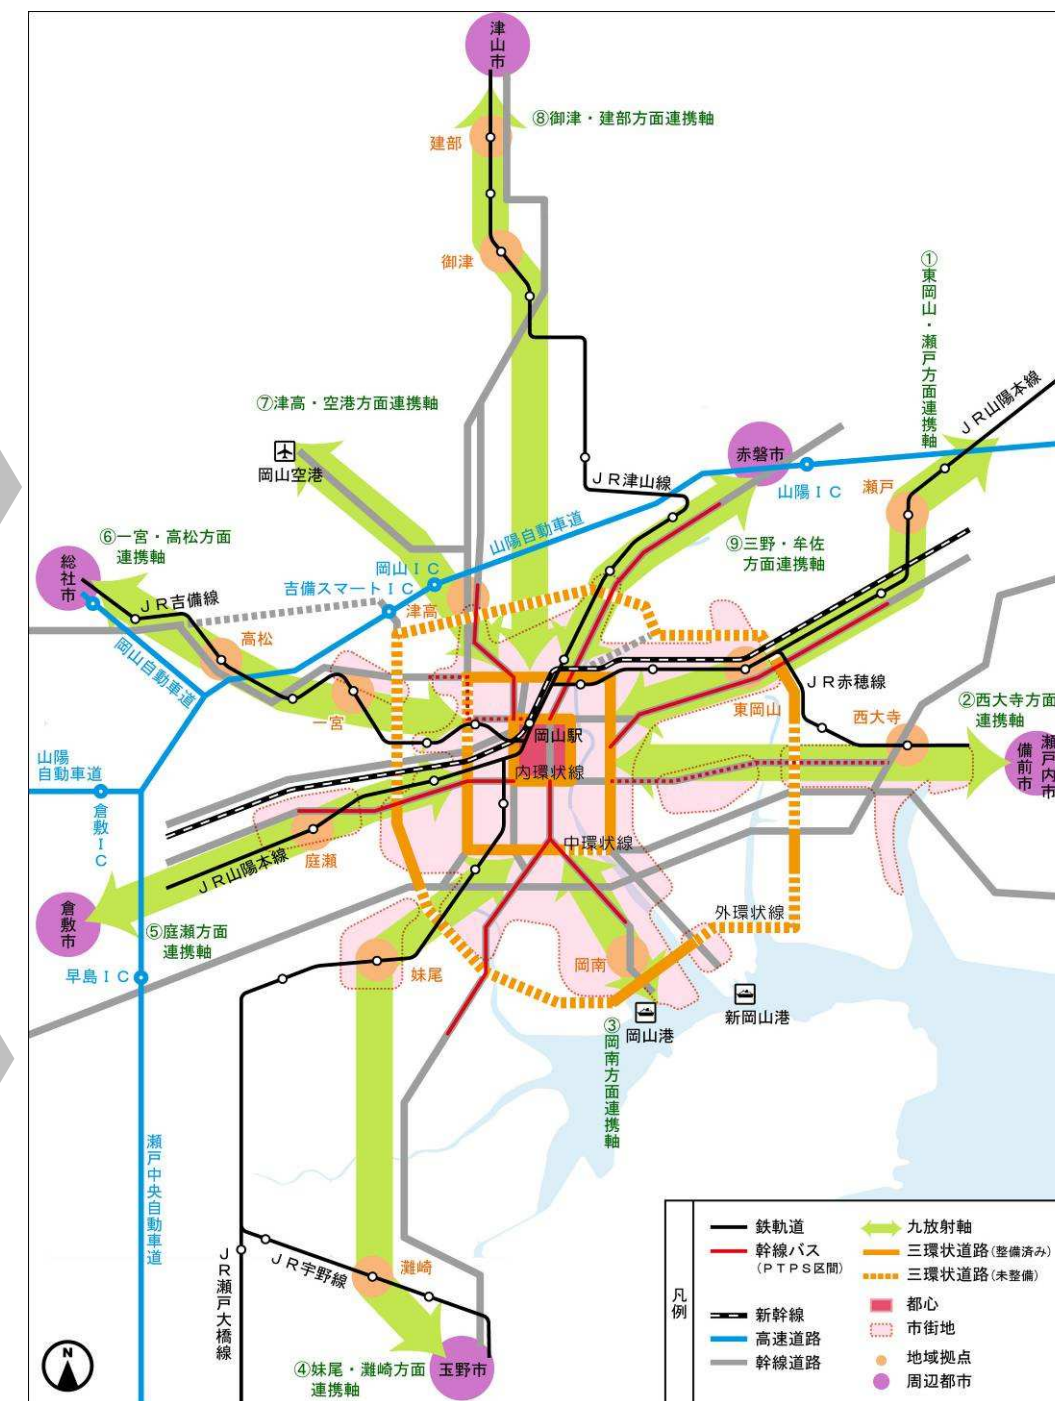 津山市
⑧御津・建部方面連携軸
建部
御津
①東岡山・瀬戸方面連携軸
ＪＲ山陽本線
⑦津高・空港方面連携軸
岡山空港
赤磐市
ＪＲ津山線
山陽ＩＣ
瀬戸
山陽自動車道
⑥一宮・高松方面
連携軸
岡山ＩＣ
吉備スマートＩＣ
津高
⑨三野・牟佐
方面連携軸
総社市
ＪＲ吉備線
高松
岡山自動車道
一宮
東岡山
ＪＲ赤穂線
西大寺
②西大寺方面
連携軸
岡山駅
内環状線
備前市
瀬戸内市
山陽
自動車道
倉敷ＩＣ
中環状線
庭瀬
ＪＲ山陽本線
倉敷市
⑤庭瀬方面
連携軸
外環状線
早島ＩＣ
妹尾
岡南
岡山港
新岡山港
③岡南方面連携軸
瀬戸中央自動車道
ＪＲ瀬戸大橋線
ＪＲ宇野線
灘崎
④妹尾・灘崎方面
連携軸
玉野市
N
凡例
鉄軌道
幹線バス
（ＰＴＰＳ区間）
新幹線
高速道路
幹線道路
九放射軸
三環状道路(整備済み)
三環状道路(未整備)
都心
市街地
地域拠点
周辺都市